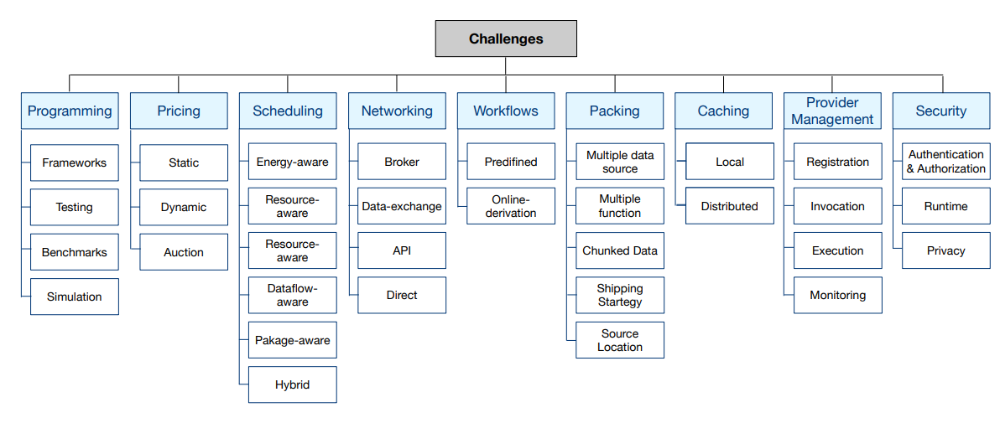 Challenges
Programming
Frameworks
Testing
Benchmarks
Simulation
Pricing
Static
Dynamic
Auction
Scheduling
Energy-aware
Resource-
aware
Resource-
aware
Dataflow-
aware
Pakage-aware
Hybrid
Networking
Broker
Data-exchange
API
Direct
Workflows
Predifined
Online-
derivation
Packing
Multiple data
source
Multiple
function
Chunked Data
Shipping
Startegy
Source
Location
Caching
Local
Distributed
Provider
Management
Registration
Invocation
Execution
Monitoring
Security
Authentication
& Authorization
Runtime
Privacy